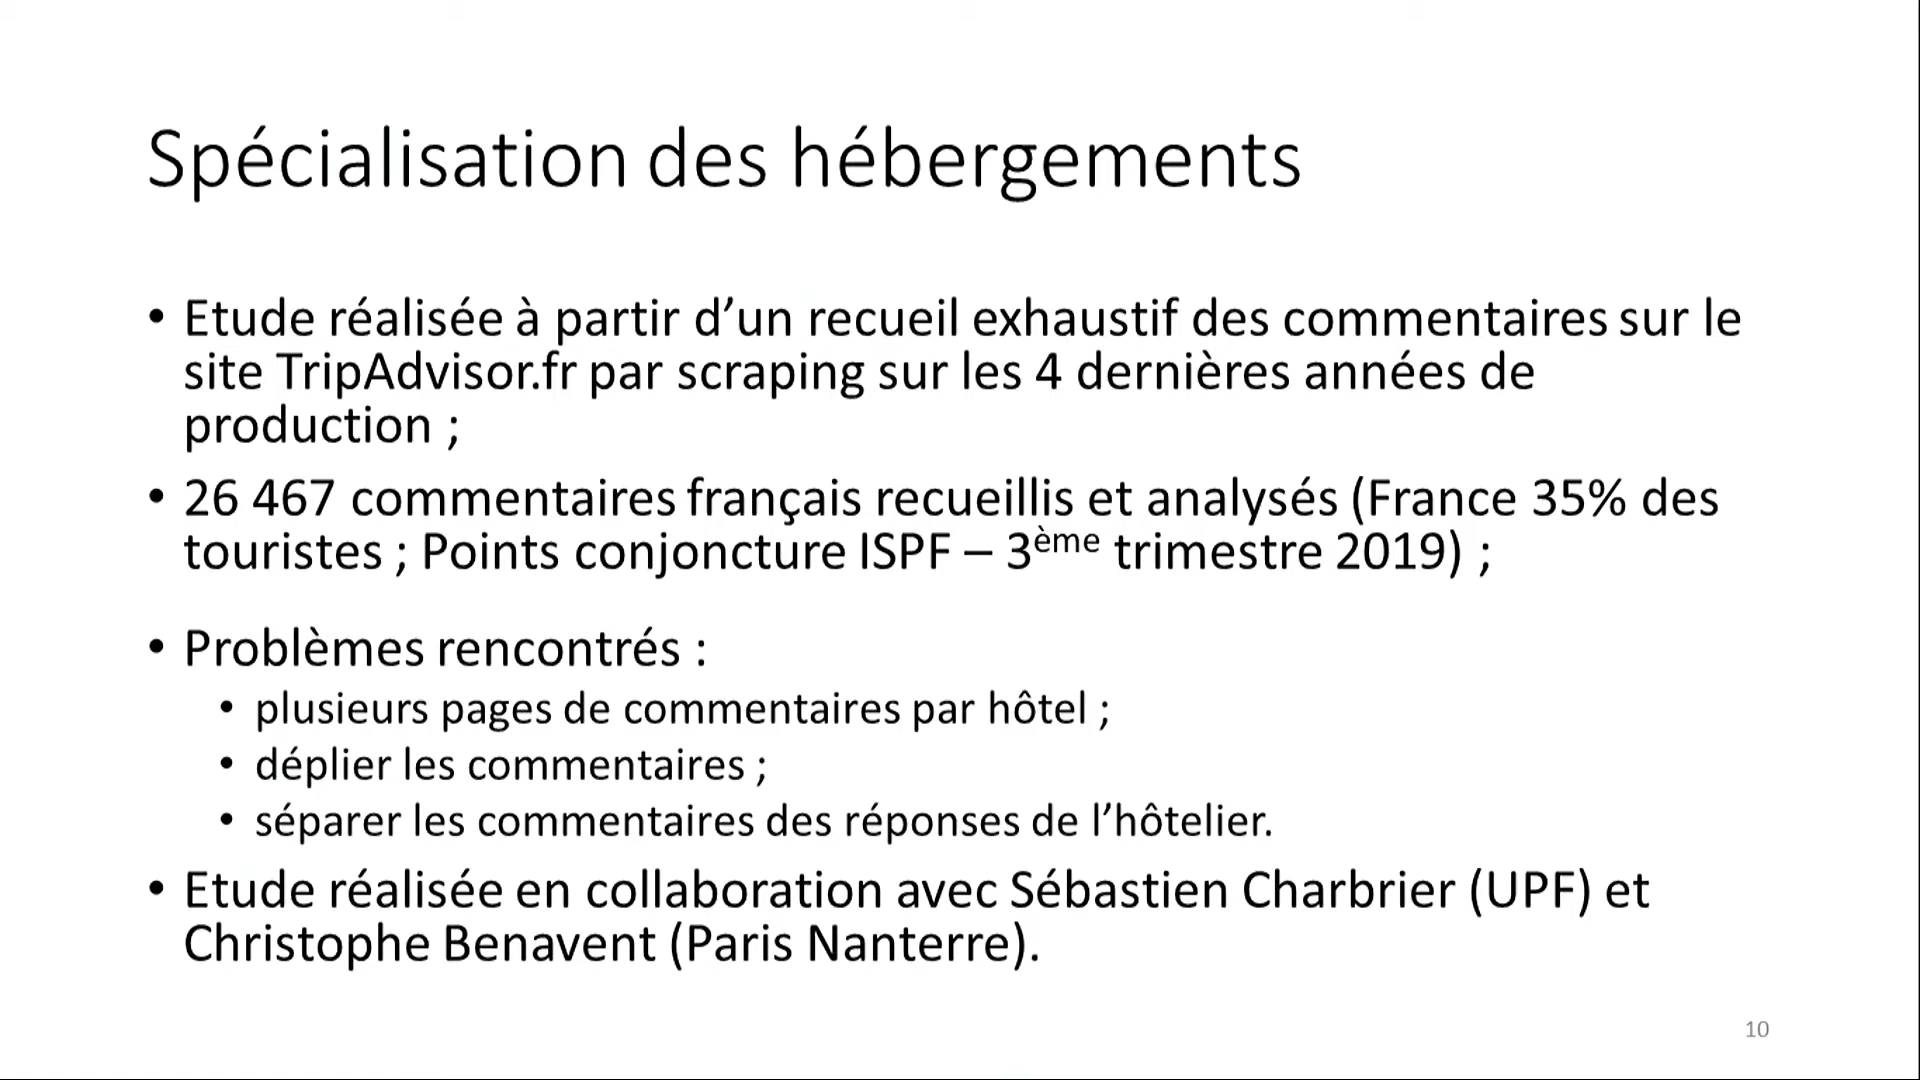 Spécialisation des hébergements
• Etude réalisée à partir d’un recueil exhaustif des commentaires sur le
site TripAdvisor.fr par scraping sur les 4 dernières années de
production ;
• 26 467 commentaires français recueillis et analysés (France 35% des
touristes ; Points conjoncture ISPF – 3ème trimestre 2019) ;
• Problèmes rencontrés :
• plusieurs pages de commentaires par hôtel ;
• déplier les commentaires ;
• séparer les commentaires des réponses de l’hôtelier.
• Etude réalisée en collaboration avec Sébastien Charbrier (UPF) et
Christophe Benavent (Paris Nanterre).
10